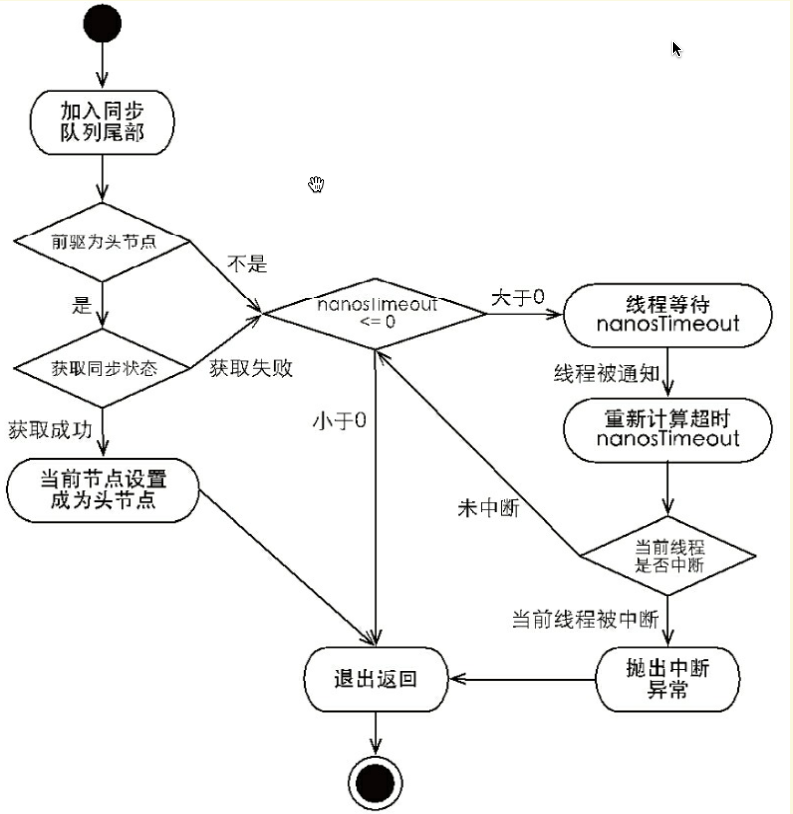 加入同步
队列尾部
前驱为头节点
不是
是
nanosTimeout
<= 0
大于0
线程等待
nanosTimeout
获取同步状态
获取失败
线程被通知
小于0
重新计算超时
nanosTimeout
获取成功
当前节点设置
成为头节点
未中断
当前线程
是否中断
当前线程被中断
退出返回
抛出中断
异常